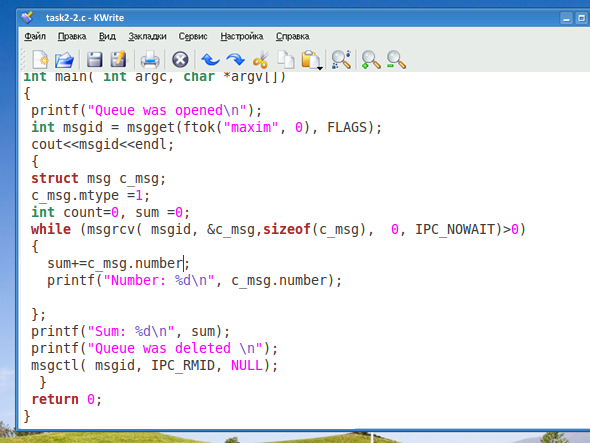 task2-2.c - KWrite
Файл Правка Вид Закладки Сервис Настройка Справка
int main( int argc, char *argv[])
{
printf("Queue was opened\n");
int msgid = msgget(ftok("maxim", 0), FLAGS);
cout<<msgid<<endl;
{
struct msg c_msg;
c_msg.mtype =1;
int count=0, sum =0;
while (msgrcv( msgid, &c_msg,sizeof(c_msg),  0, IPC_NOWAIT)>0)
{
sum+=c_msg.number;
printf("Number: %d\n", c_msg.number);
};
printf("Sum: %d\n", sum);
printf("Queue was deleted \n");
msgctl( msgid, IPC_RMID, NULL);
}
return 0;
}